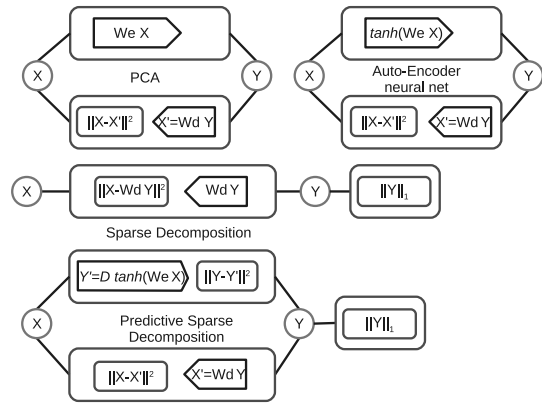 We X
X
PCA
Y
||X-X'||²
X'=Wd Y
tanh(We X)
X
Auto-Encoder
neural net
Y
||X-X'||²
X'=Wd Y
X
||X-Wd Y||²
Wd Y
Y
||Y||₁
Sparse Decomposition
Y'=D tanh(We X)
||Y-Y'||²
X
Predictive Sparse
Decomposition
Y
||Y||₁
||X-X'||²
X'=Wd Y